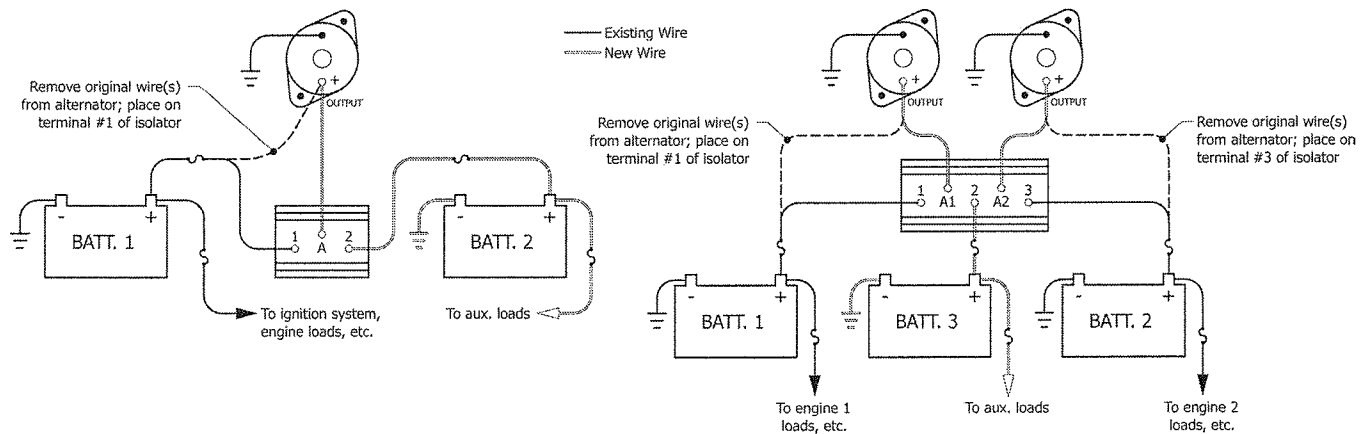 Existing Wire
New Wire
Remove original wire(s)
from alternator; place on
terminal #1 of isolator
+
OUTPUT
- +
BATT. 1
1 A 2
- +
BATT. 2
To ignition system,
engine loads, etc.
To aux. loads
+
OUTPUT
+
OUTPUT
Remove original wire(s)
from alternator; place on
terminal #1 of isolator
Remove original wire(s)
from alternator; place on
terminal #3 of isolator
1 A1 2 A2 3
- +
BATT. 1
- +
BATT. 3
- +
BATT. 2
To engine 1
loads, etc.
To aux. loads
To engine 2
loads, etc.